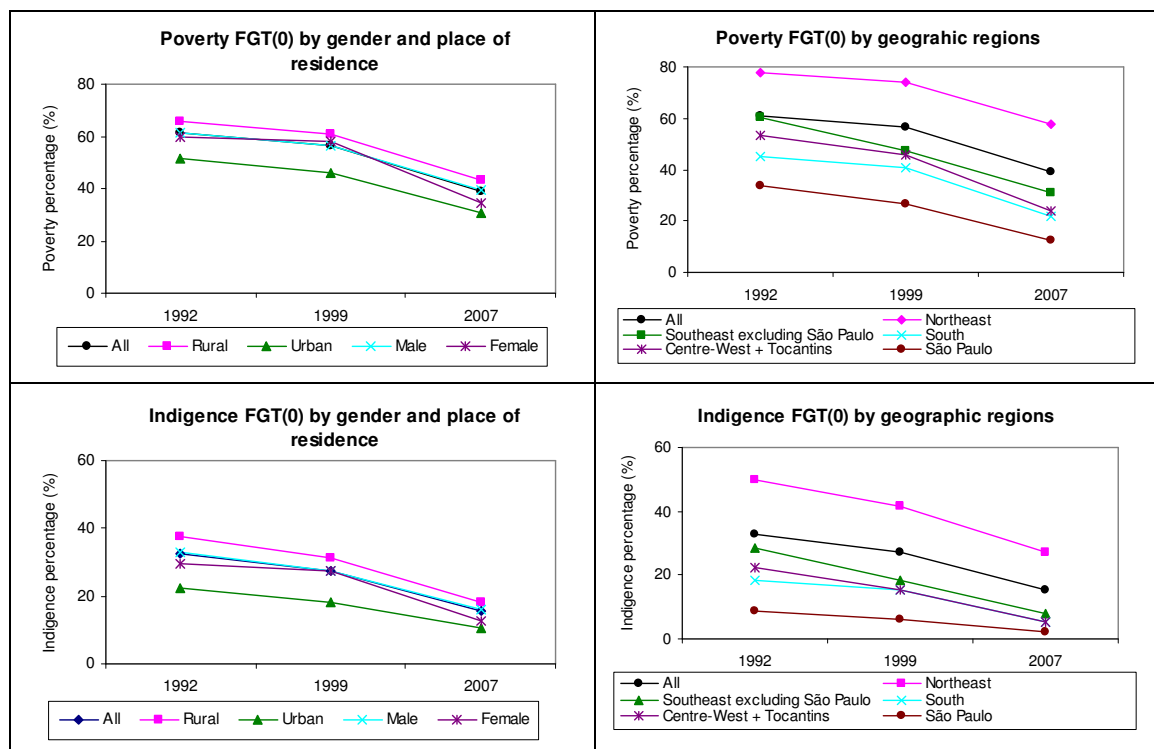 Poverty FGT(0) by gender and place of
residence
Poverty percentage (%)
80
60
40
20
0
1992 1999 2007
All Rural Urban Male Female
Poverty FGT(0) by geograhic regions
Poverty percentage (%)
80
60
40
20
0
1992 1999 2007
All Northeast
Southeast excluding São Paulo South
Centre-West + Tocantins São Paulo
Indigence FGT(0) by gender and place of
residence
Indigence percentage (%)
60
40
20
0
1992 1999 2007
All Rural Urban Male Female
Indigence FGT(0) by geographic regions
Indigence percentage (%)
60
40
20
0
1992 1999 2007
All Northeast
Southeast excluding São Paulo South
Centre-West + Tocantins São Paulo